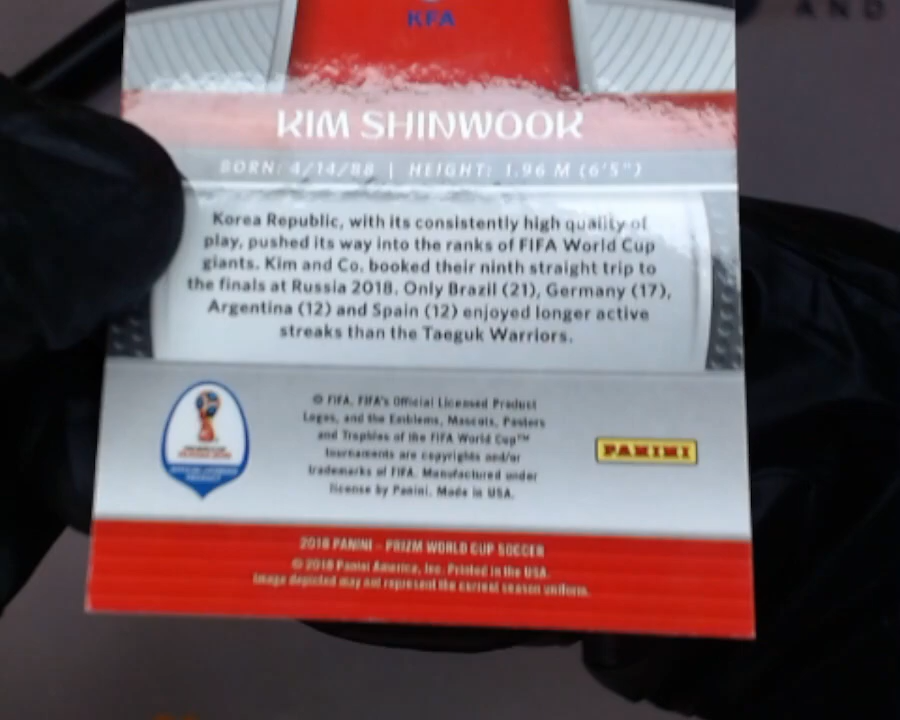 AND
KFA
KIM SHINWOOK
BORN: 4/14/88 | HEIGHT: 1.96 M (6'5")
Korea Republic, with its consistently high quality of
play, pushed its way into the ranks of FIFA World Cup
giants. Kim and Co. booked their ninth straight trip to
the finals at Russia 2018. Only Brazil (21), Germany (17),
Argentina (12) and Spain (12) enjoyed longer active
streaks than the Taeguk Warriors.
© FIFA, FIFA's Official Licensed Product
Logos, and the Emblems, Mascots, Posters
and Trophies of the FIFA World Cup™
tournaments are copyrights and/or
trademarks of FIFA. Manufactured under
license by Panini. Made in USA.
PANINI
2018 PANINI - PRIZM WORLD CUP SOCCER
© 2018 Panini America, Inc. Printed in the USA.
Image depicted may not represent the current season uniform.